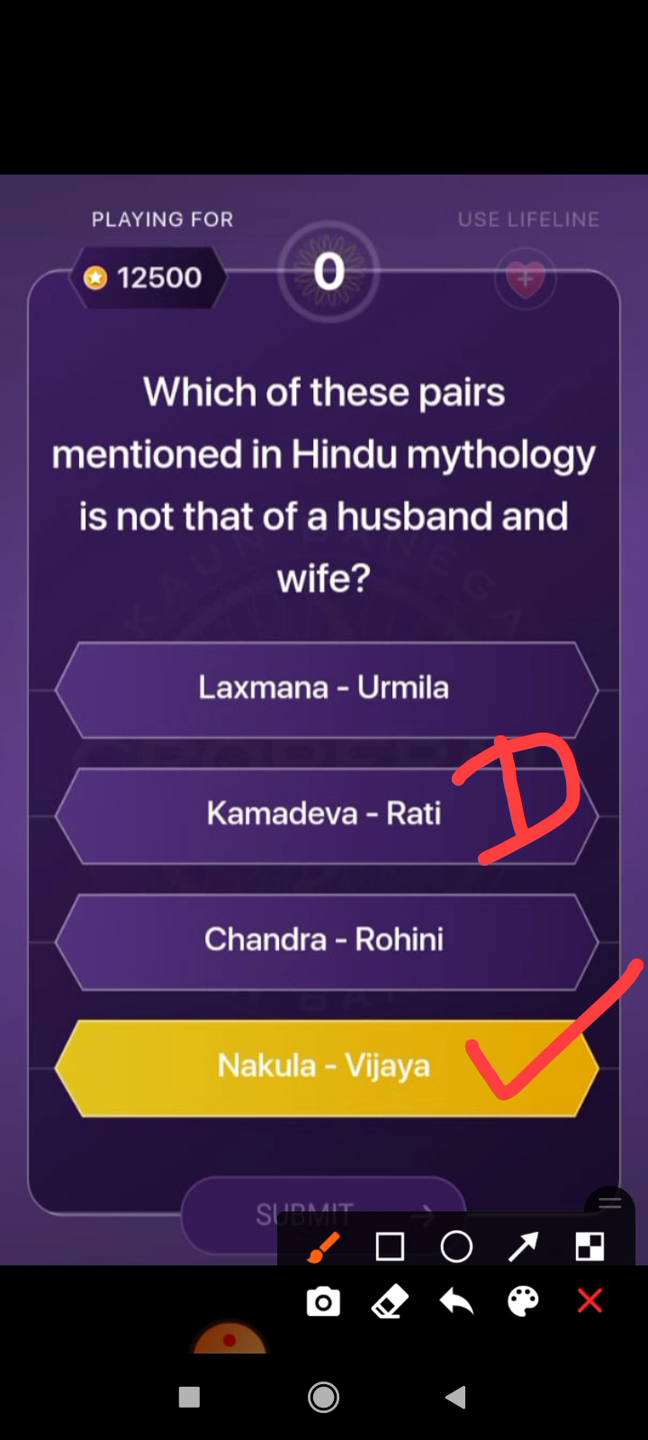 PLAYING FOR
USE LIFELINE
12500
0
Which of these pairs
mentioned in Hindu mythology
is not that of a husband and
wife?
Laxmana - Urmila
Kamadeva - Rati
D
Chandra - Rohini
Nakula - Vijaya
SUBMIT